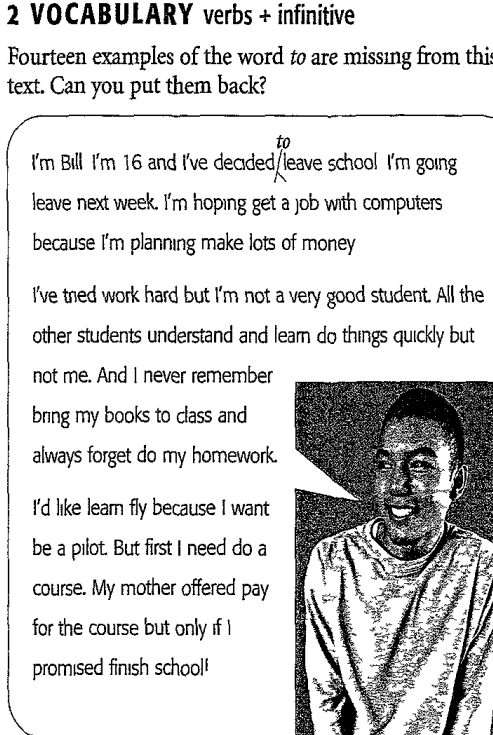 2 VOCABULARY verbs + infinitive
Fourteen examples of the word to are missing from this
text. Can you put them back?
to
I'm Bill I'm 16 and I've decided leave school I'm going
leave next week. I'm hoping get a job with computers
because I'm planning make lots of money
I've tried work hard but I'm not a very good student. All the
other students understand and learn do things quickly but
not me. And I never remember
bring my books to class and
always forget do my homework.
I'd like learn fly because I want
be a pilot. But first I need do a
course. My mother offered pay
for the course but only if I
promised finish school!